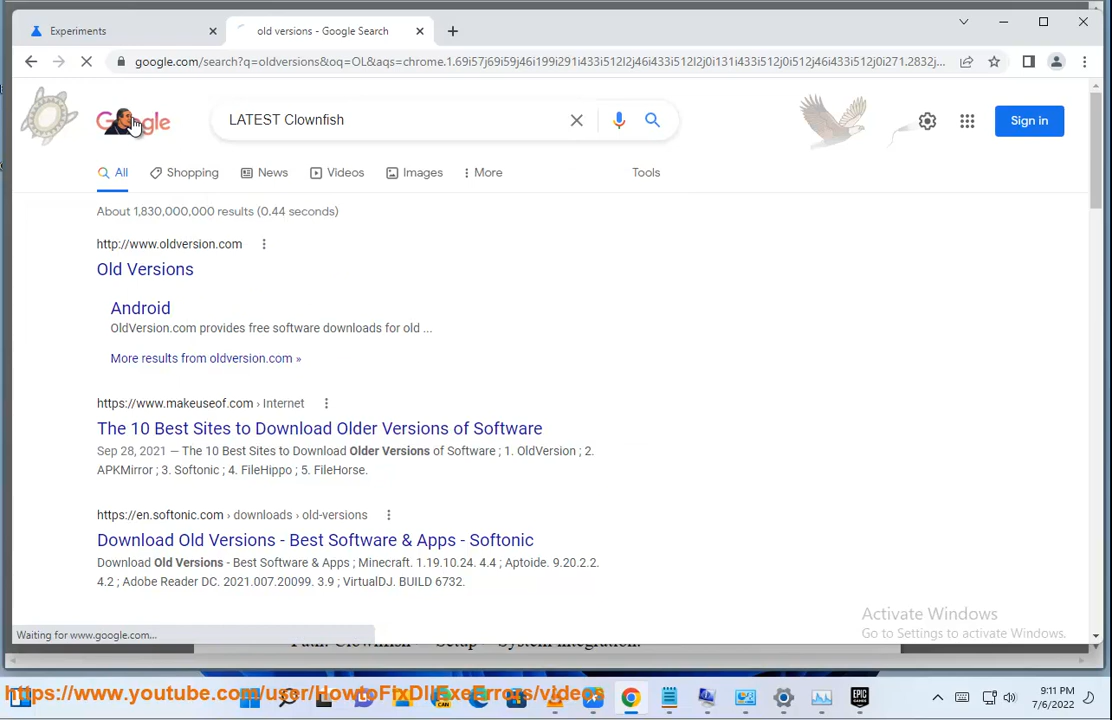 Experiments
old versions - Google Search
google.com/search?q=oldversions&oq=OL&aqs=chrome.1.69i57j69i59j46i199i291i433i512l2j46i433i512l2j0i131i433i512j0i512j46i433i512j0i271.2832j...
Google
LATEST Clownfish
Sign in
All
Shopping
News
Videos
Images
More
Tools
About 1,830,000,000 results (0.44 seconds)
http://www.oldversion.com
Old Versions
Android
OldVersion.com provides free software downloads for old ...
More results from oldversion.com »
https://www.makeuseof.com › Internet
The 10 Best Sites to Download Older Versions of Software
Sep 28, 2021 — The 10 Best Sites to Download Older Versions of Software ; 1. OldVersion ; 2.
APKMirror ; 3. Softonic ; 4. FileHippo ; 5. FileHorse.
https://en.softonic.com › downloads › old-versions
Download Old Versions - Best Software & Apps - Softonic
Download Old Versions - Best Software & Apps ; Minecraft. 1.19.10.24. 4.4 ; Aptoide. 9.20.2.2.
4.2 ; Adobe Reader DC. 2021.007.20099. 3.9 ; VirtualDJ. BUILD 6732.
Activate Windows
Go to Settings to activate Windows.
Waiting for www.google.com...
https://www.youtube.com/user/HowtoFixDllExeErrors/videos
CAN
EPIC
GAMES
9:11 PM
7/6/2022